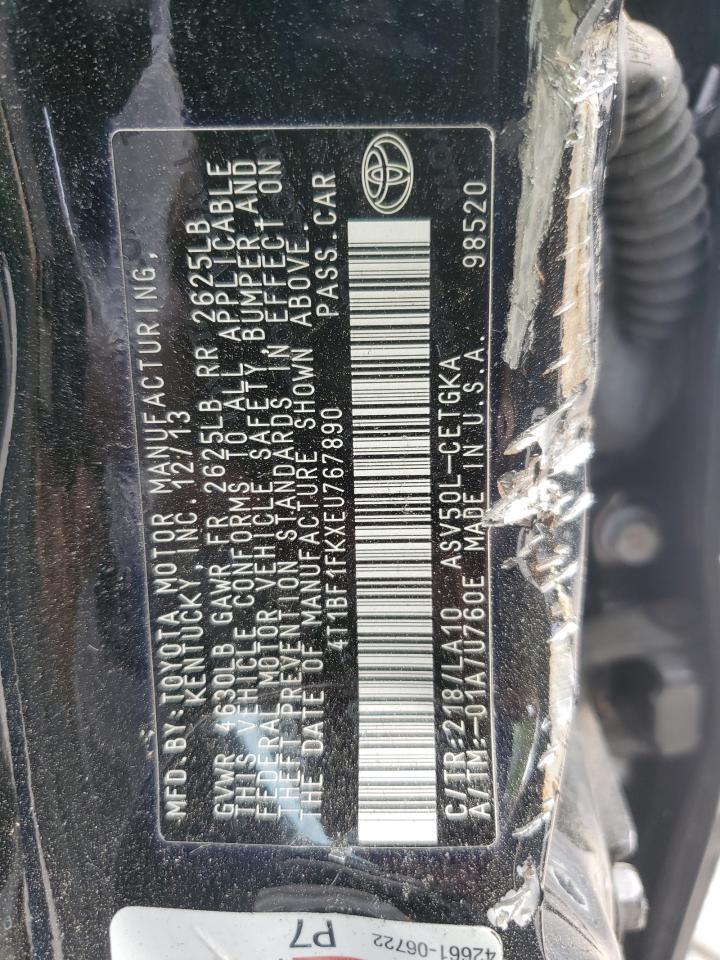 MFD. BY: TOYOTA MOTOR MANUFACTURING,
KENTUCKY, INC. 12/13
GVWR 4630LB GAWR FR 2625LB RR 2625LB
THIS VEHICLE CONFORMS TO ALL APPLICABLE
FEDERAL MOTOR VEHICLE SAFETY, BUMPER AND
THEFT PREVENTION STANDARDS IN EFFECT ON
THE DATE OF MANUFACTURE SHOWN ABOVE.
4T1BF1FKXEU767890 PASS. CAR
C/TR: 218/LA10 ASV50L-CETGKA
A/TM: -01A/U760E MADE IN U.S.A. 98520
P7
42661-06722